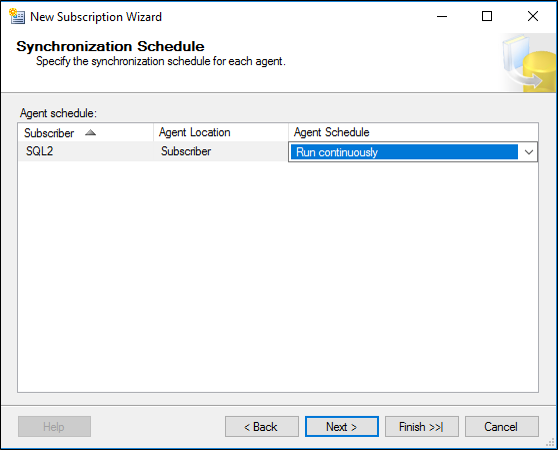 New Subscription Wizard
Synchronization Schedule
Specify the synchronization schedule for each agent.
Agent schedule:
Subscriber Agent Location Agent Schedule
SQL2 Subscriber Run continuously
Help < Back Next > Finish >>| Cancel